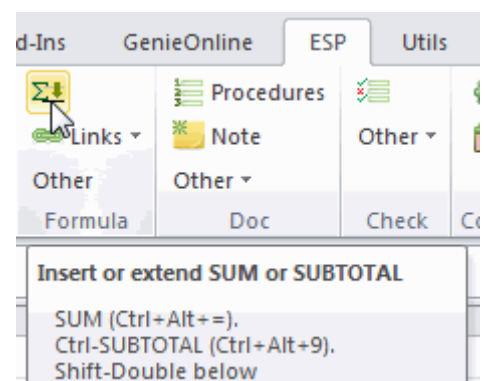 d-Ins GenieOnline ESP Utils
Procedures
Links Note Other
Other Other
Formula Doc Check
Insert or extend SUM or SUBTOTAL
SUM (Ctrl+Alt+=).
Ctrl-SUBTOTAL (Ctrl+Alt+9).
Shift-Double below